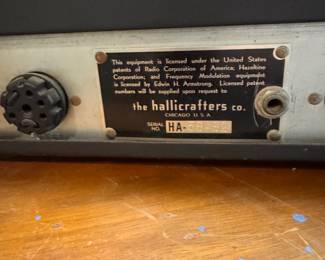 This equipment is licensed under the United States
patents of Radio Corporation of America; Hazeltine
Corporation; and Frequency Modulation equipment
is licensed by Edwin H. Armstrong. Licensed patent
numbers will be supplied upon request to
the hallicrafters co.
CHICAGO U. S. A.
SERIAL
NO. HA-